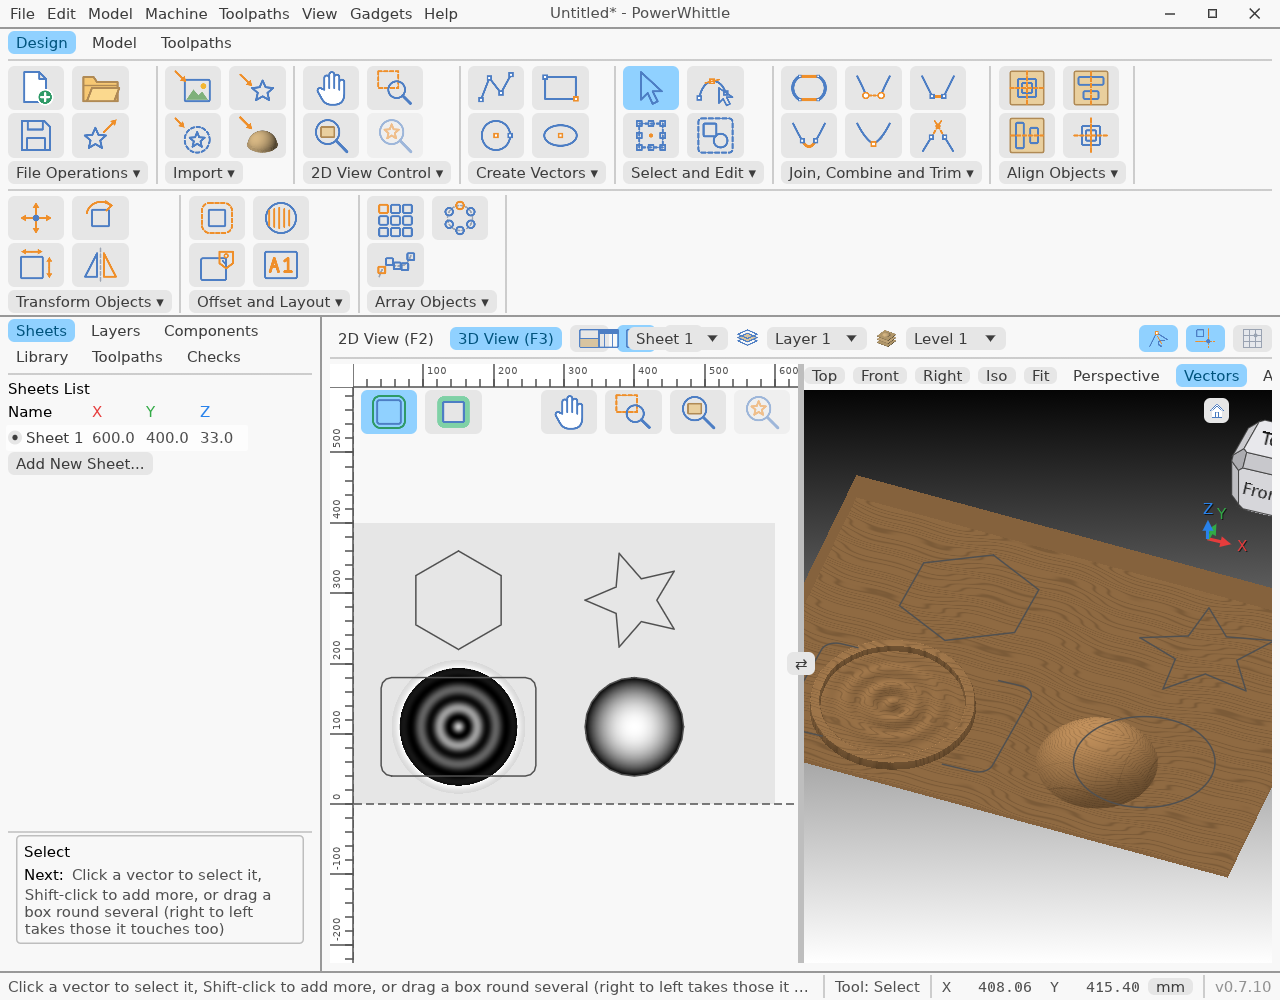 File Edit Model Machine Toolpaths View Gadgets Help
Untitled* - PowerWhittle
Design Model Toolpaths
File Operations ▾ Import ▾ 2D View Control ▾ Create Vectors ▾ Select and Edit ▾ Join, Combine and Trim ▾ Align Objects ▾
Transform Objects ▾ Offset and Layout ▾ Array Objects ▾
Sheets Layers Components
Library Toolpaths Checks
Sheets List
Name X Y Z
Sheet 1 600.0 400.0 33.0
Add New Sheet...
2D View (F2) 3D View (F3) Sheet 1 Layer 1 Level 1
100 200 300 400 500 600
500
400
300
200
100
0
-100
-200
Top Front Right Iso Fit Perspective Vectors A
To
Fron
Z Y X
Select
Next: Click a vector to select it,
Shift-click to add more, or drag a
box round several (right to left
takes those it touches too)
Click a vector to select it, Shift-click to add more, or drag a box round several (right to left takes those it ...
Tool: Select
X 408.06 Y 415.40 mm
v0.7.10